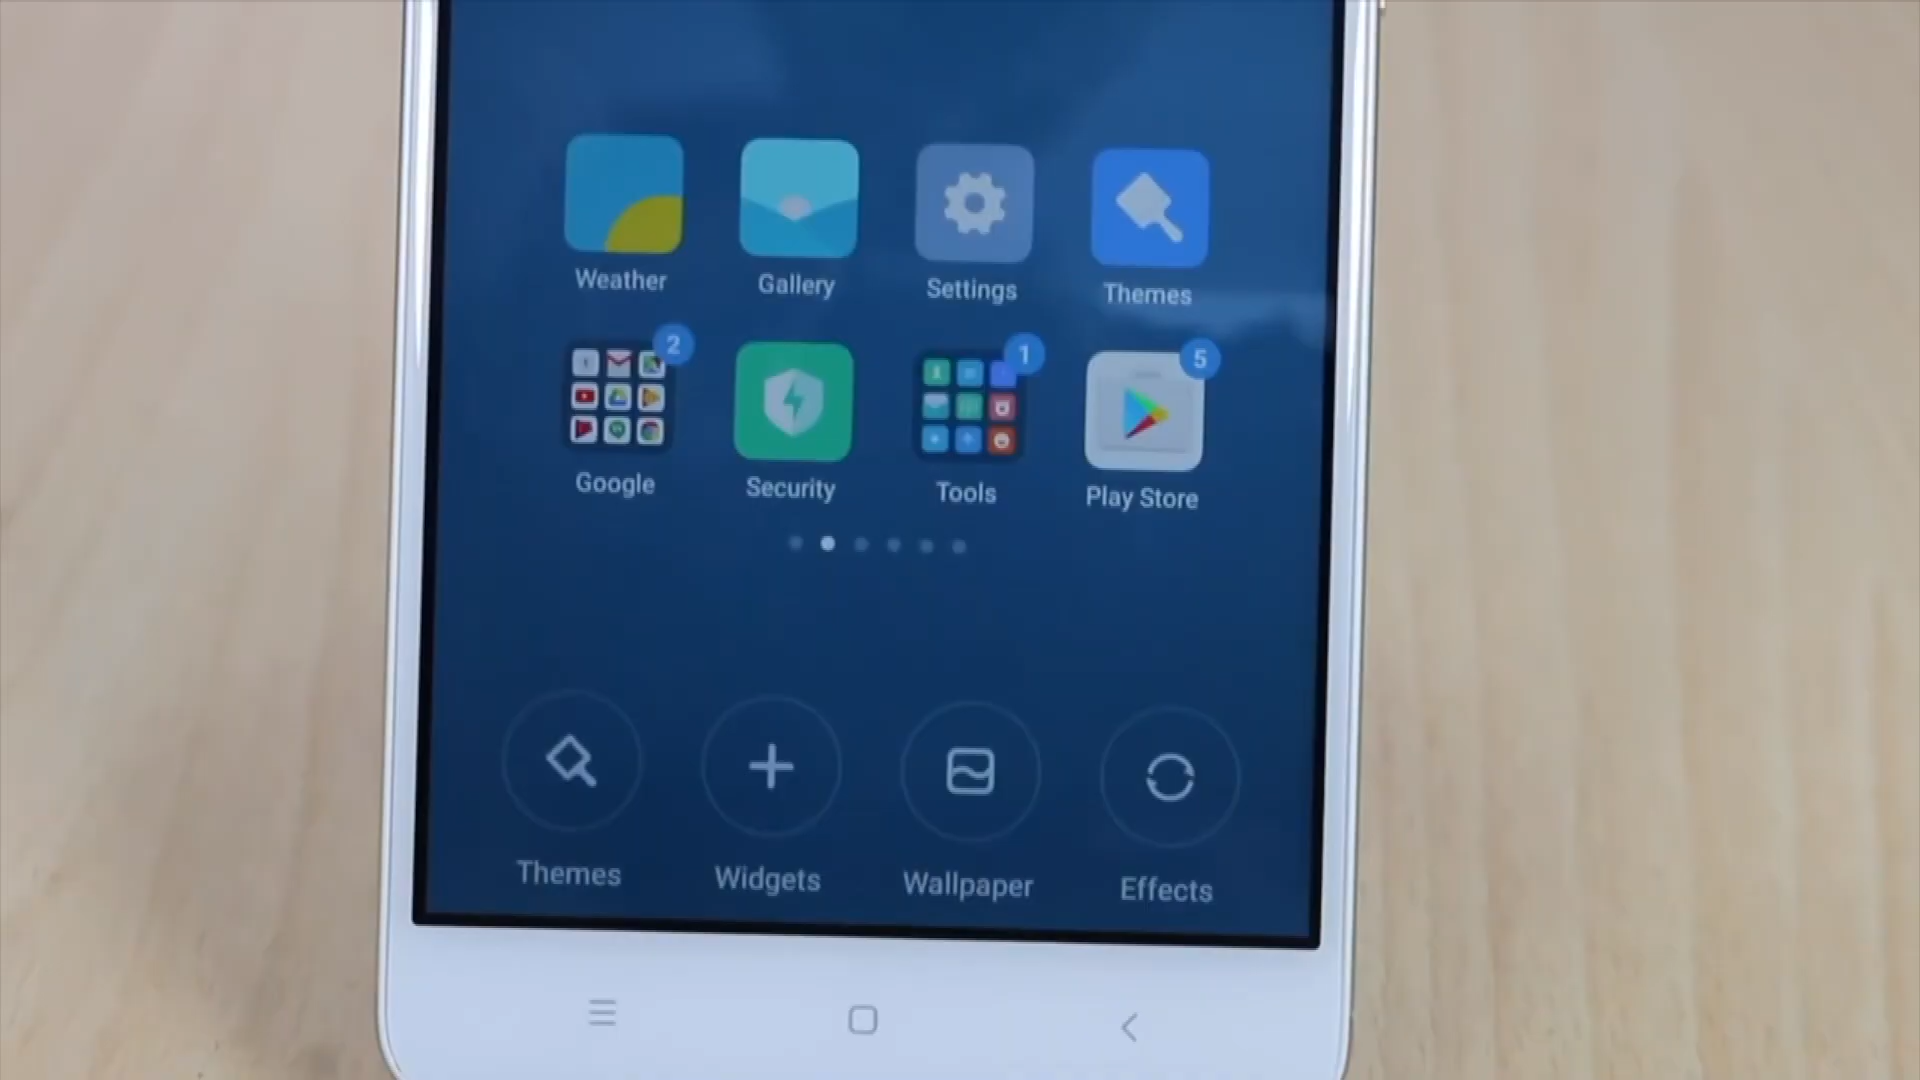 Weather Gallery Settings Themes
2 1 5
Google Security Tools Play Store
Themes Widgets Wallpaper Effects